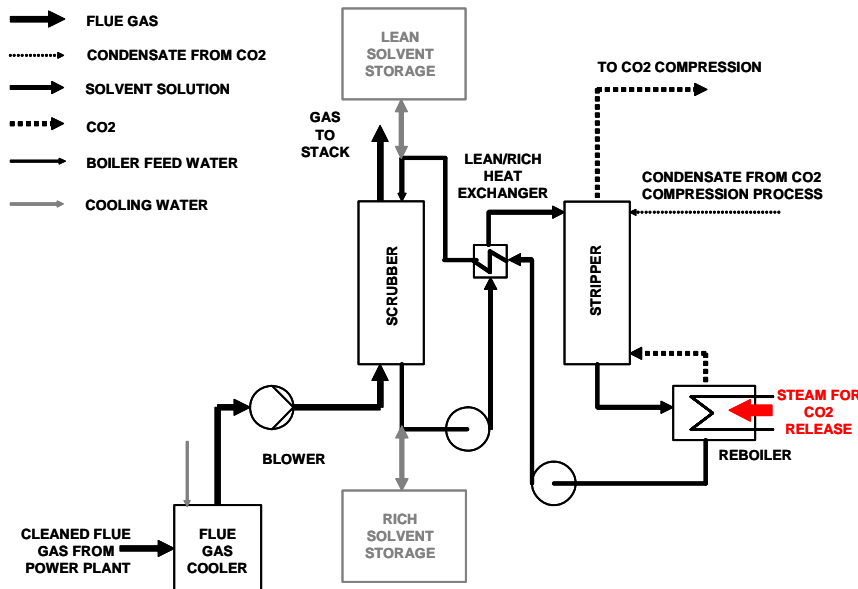 FLUE GAS
CONDENSATE FROM CO2
SOLVENT SOLUTION
CO2
BOILER FEED WATER
COOLING WATER
LEAN
SOLVENT
STORAGE
GAS
TO
STACK
LEAN/RICH
HEAT
EXCHANGER
TO CO2 COMPRESSION
CONDENSATE FROM CO2
COMPRESSION PROCESS
SCRUBBER
STRIPPER
STEAM FOR
CO2
RELEASE
REBOILER
BLOWER
RICH
SOLVENT
STORAGE
CLEANED FLUE
GAS FROM
POWER PLANT
FLUE
GAS
COOLER